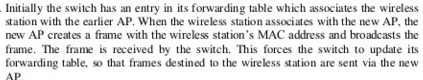 . Initially the switch has an entry in its forwarding table which associates the wireless
station with the earlier AP. When the wireless station associates with the new AP, the
new AP creates a frame with the wireless station's MAC address and broadcasts the
frame. The frame is received by the switch. This forces the switch to update its
forwarding table, so that frames destined to the wireless station are sent via the new
AP.